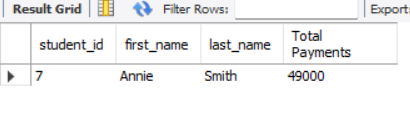 Result Grid Filter Rows: Export:
student_id first_name last_name Total Payments
7 Annie Smith 49000